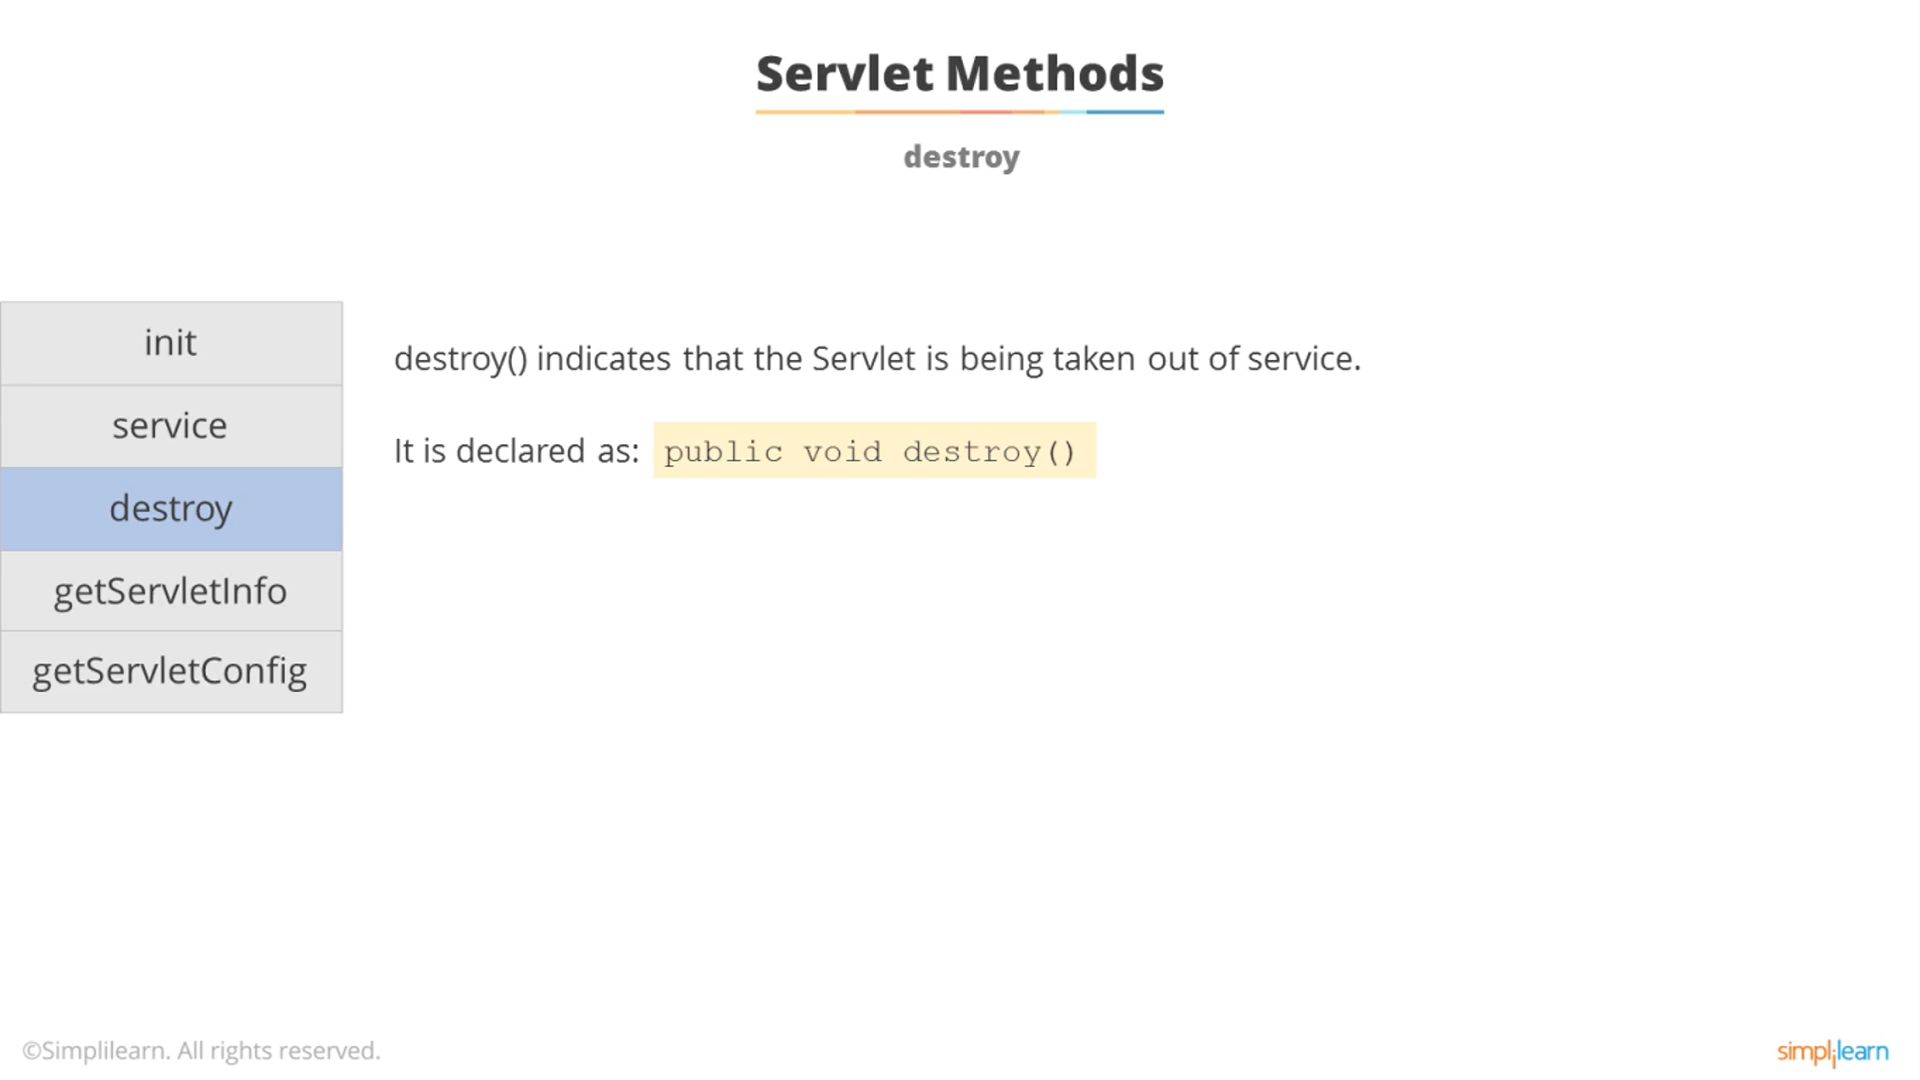 Servlet Methods
destroy
init
service
destroy
getServletInfo
getServletConfig
destroy() indicates that the Servlet is being taken out of service.
It is declared as: public void destroy()
©Simplilearn. All rights reserved.
simplilearn